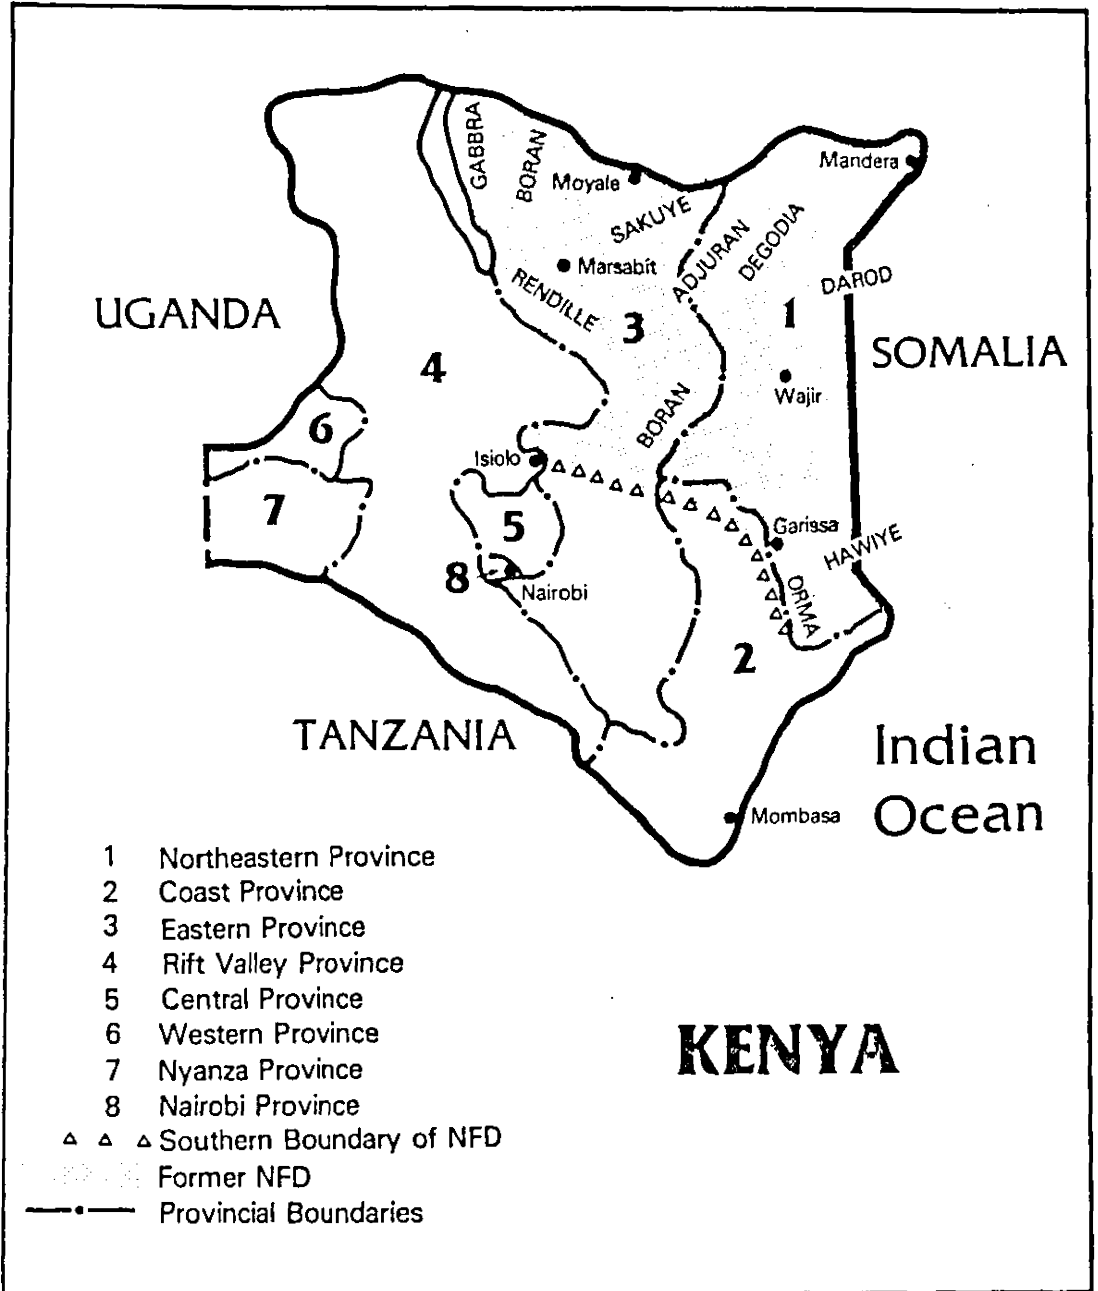 GABBRA
BORAN
Moyale
SAKUYE
Mandera
ADJURAN
DEGODIA
Marsabit
RENDILLE
DAROD
UGANDA
3
1
SOMALIA
4
Wajir
BORAN
6
Isiolo
7
5
Garissa
HAWIYE
8
Nairobi
ORMA
2
TANZANIA
Indian
Ocean
Mombasa
1 Northeastern Province
2 Coast Province
3 Eastern Province
4 Rift Valley Province
5 Central Province
6 Western Province
7 Nyanza Province
8 Nairobi Province
Southern Boundary of NFD
Former NFD
Provincial Boundaries
KENYA